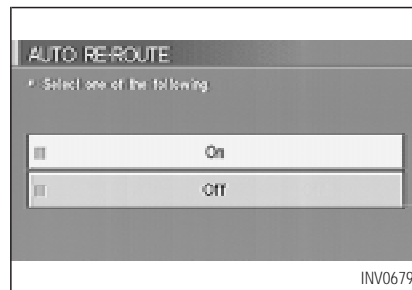 AUTO RE-ROUTE
* Select one of the following
On
Off
INV0679